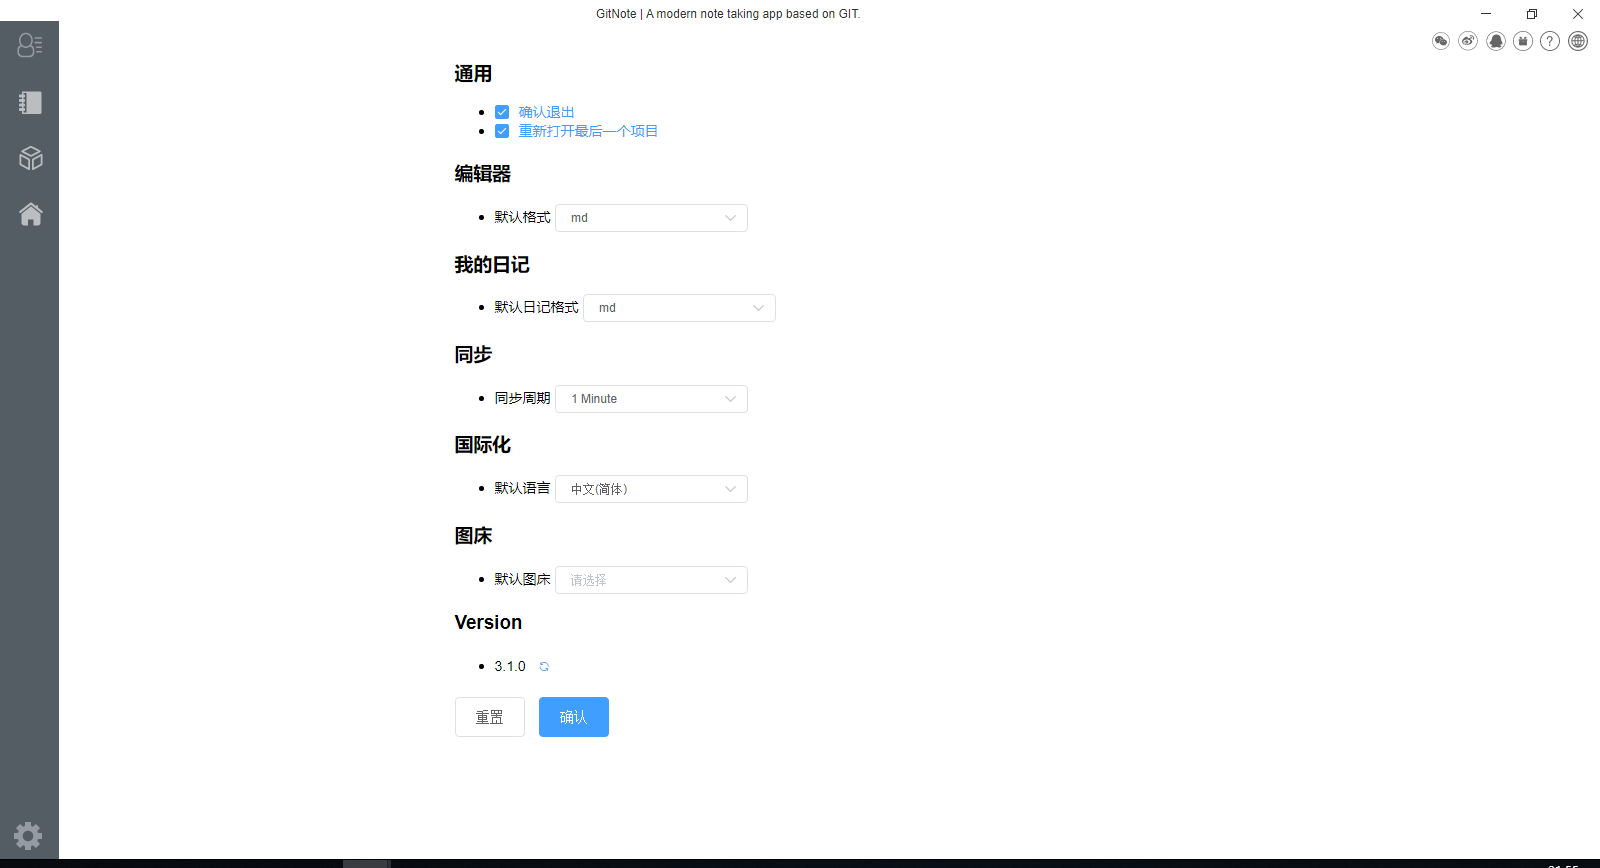 GitNote | A modern note taking app based on GIT.
通用
确认退出
重新打开最后一个项目
编辑器
默认格式 md
我的日记
默认日记格式 md
同步
同步周期 1 Minute
国际化
默认语言 中文(简体)
图床
默认图床 请选择
Version
3.1.0
重置 确认